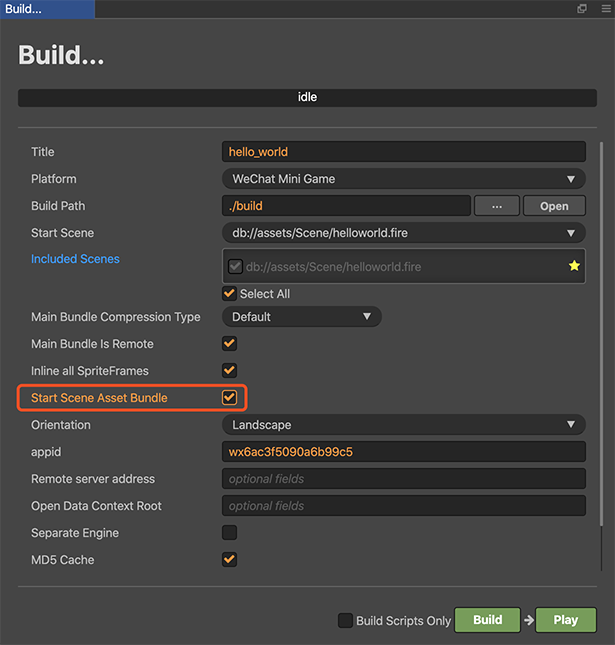 Build...
Build...
idle
Title hello_world
Platform WeChat Mini Game
Build Path ./build ... Open
Start Scene db://assets/Scene/helloworld.fire
Included Scenes db://assets/Scene/helloworld.fire
Select All
Main Bundle Compression Type Default
Main Bundle Is Remote
Inline all SpriteFrames
Start Scene Asset Bundle
Orientation Landscape
appid wx6ac3f5090a6b99c5
Remote server address optional fields
Open Data Context Root optional fields
Separate Engine
MD5 Cache
Build Scripts Only Build Play